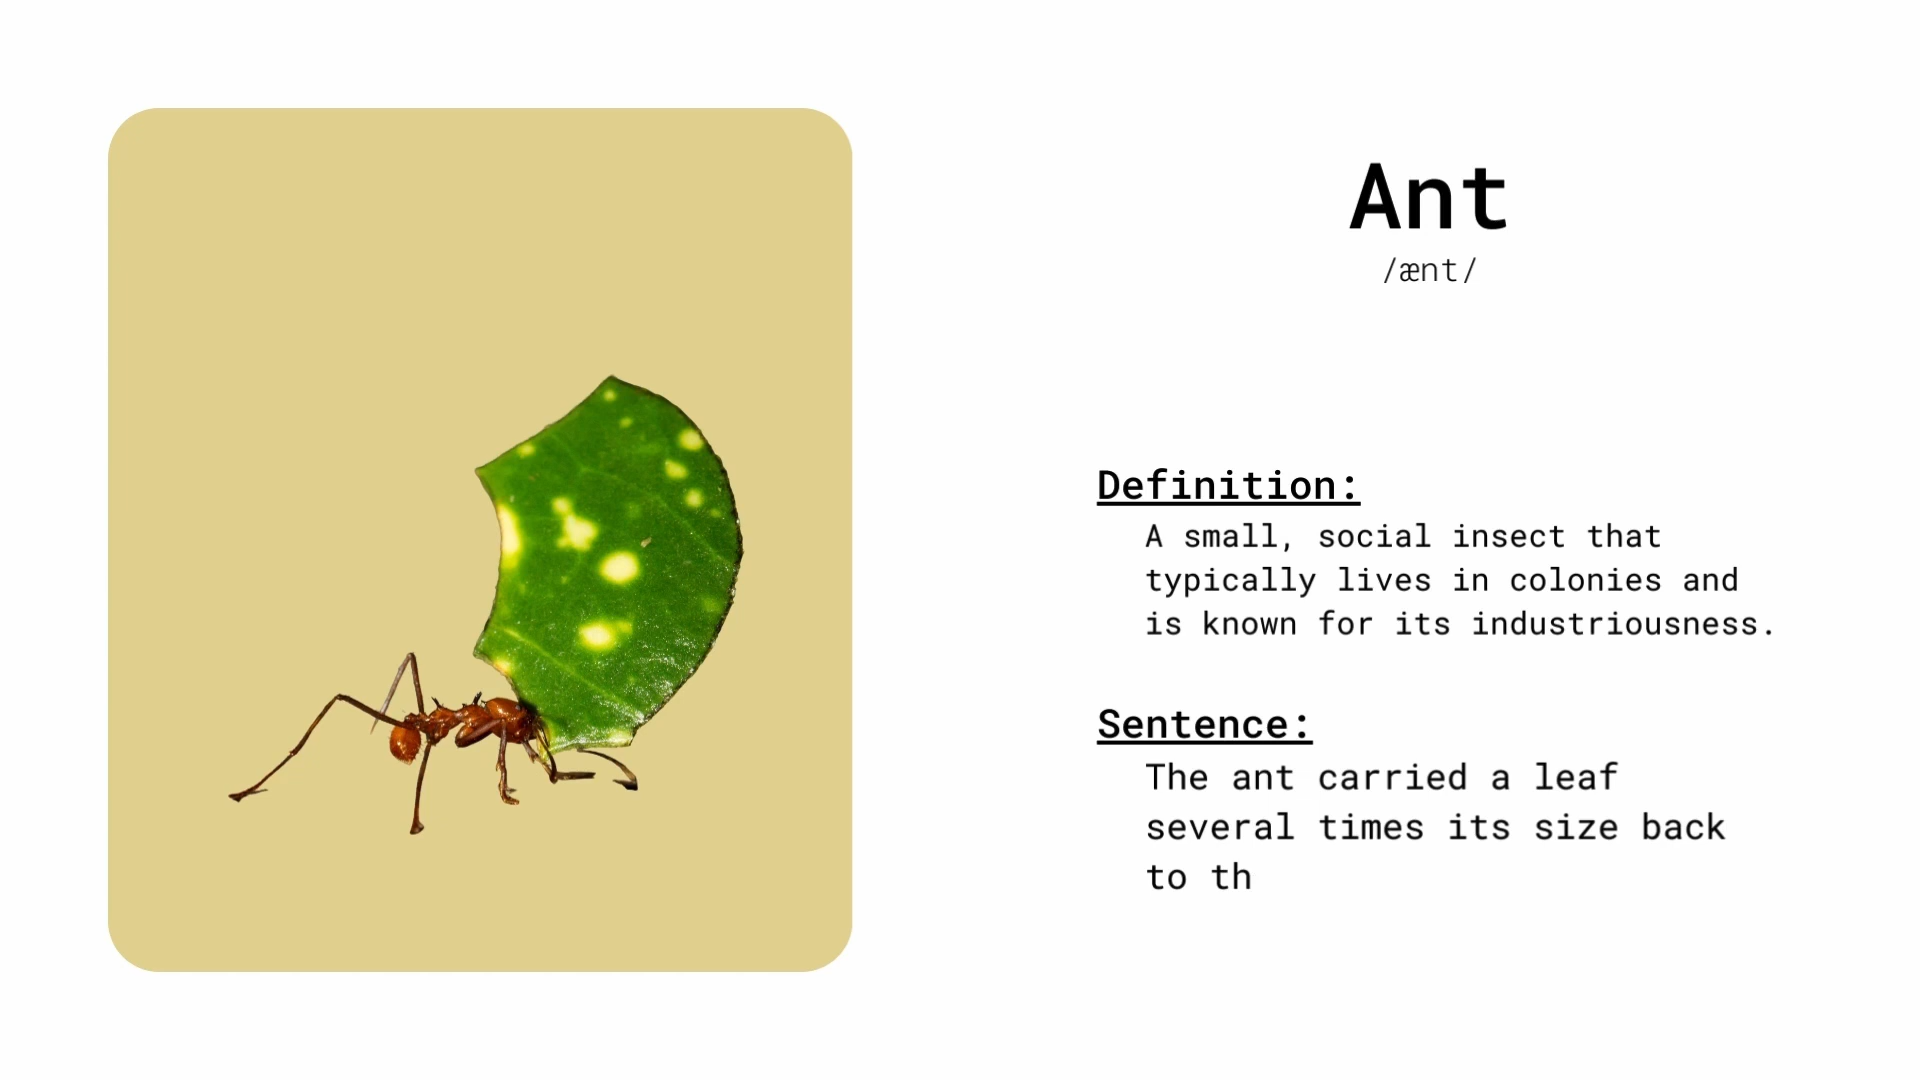 Ant
/ænt/
Definition:
A small, social insect that
typically lives in colonies and
is known for its industriousness.
Sentence:
The ant carried a leaf
several times its size back
to th